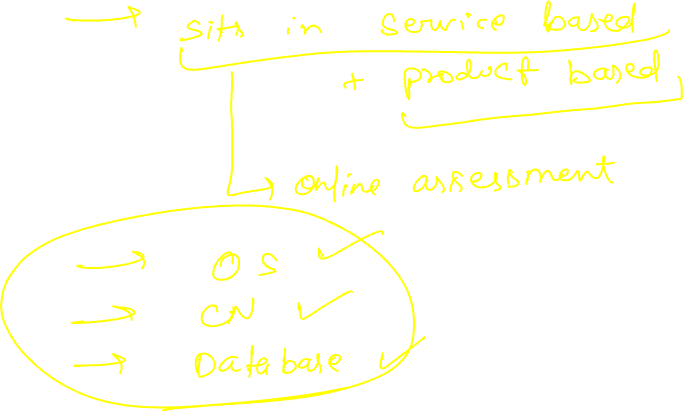 → sits in service based
+ product based
→ online assessment
→ OS ✓
→ CN ✓
→ Database ✓